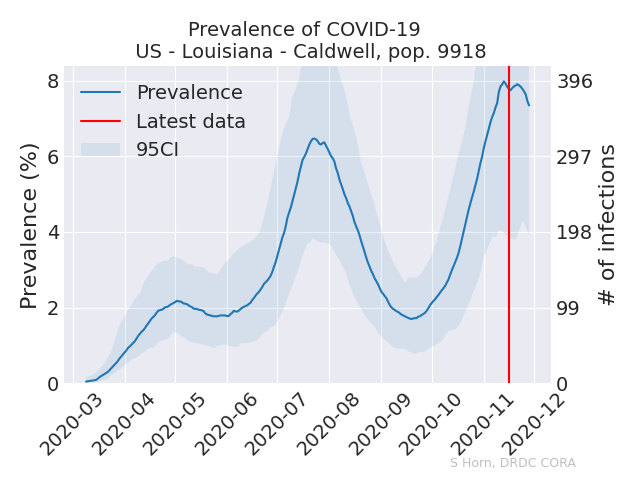 Prevalence of COVID-19
US - Louisiana - Caldwell, pop. 9918
Prevalence
Latest data
95CI
Prevalence (%)
8
6
4
2
0
396
297
198
99
0
# of infections
2020-03
2020-04
2020-05
2020-06
2020-07
2020-08
2020-09
2020-10
2020-11
2020-12
S Horn, DRDC CORA